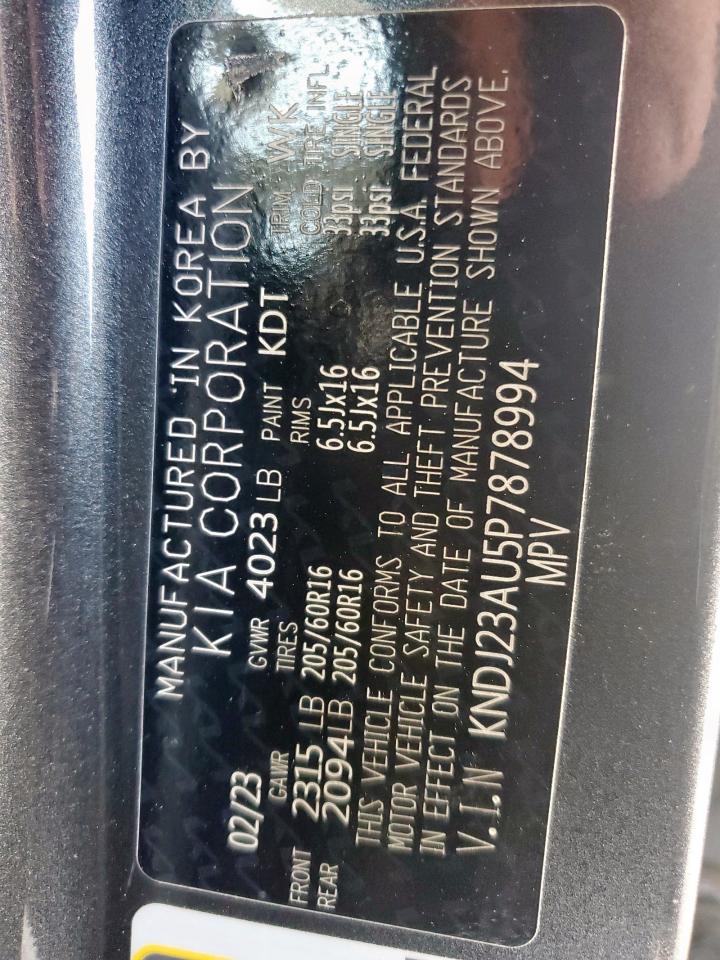 MANUFACTURED IN KOREA BY
KIA CORPORATION
02/23 GVWR 4023 LB PAINT KDT TRIM WK
GAWR TIRES RIMS COLD TIRE INFL.
FRONT 2315 LB 205/60R16 6.5Jx16 33psi SINGLE
REAR 2094LB 205/60R16 6.5Jx16 33psi SINGLE
THIS VEHICLE CONFORMS TO ALL APPLICABLE U.S.A. FEDERAL
MOTOR VEHICLE SAFETY AND THEFT PREVENTION STANDARDS
IN EFFECT ON THE DATE OF MANUFACTURE SHOWN ABOVE.
V.I.N KNDJ23AU5P7878994
MPV